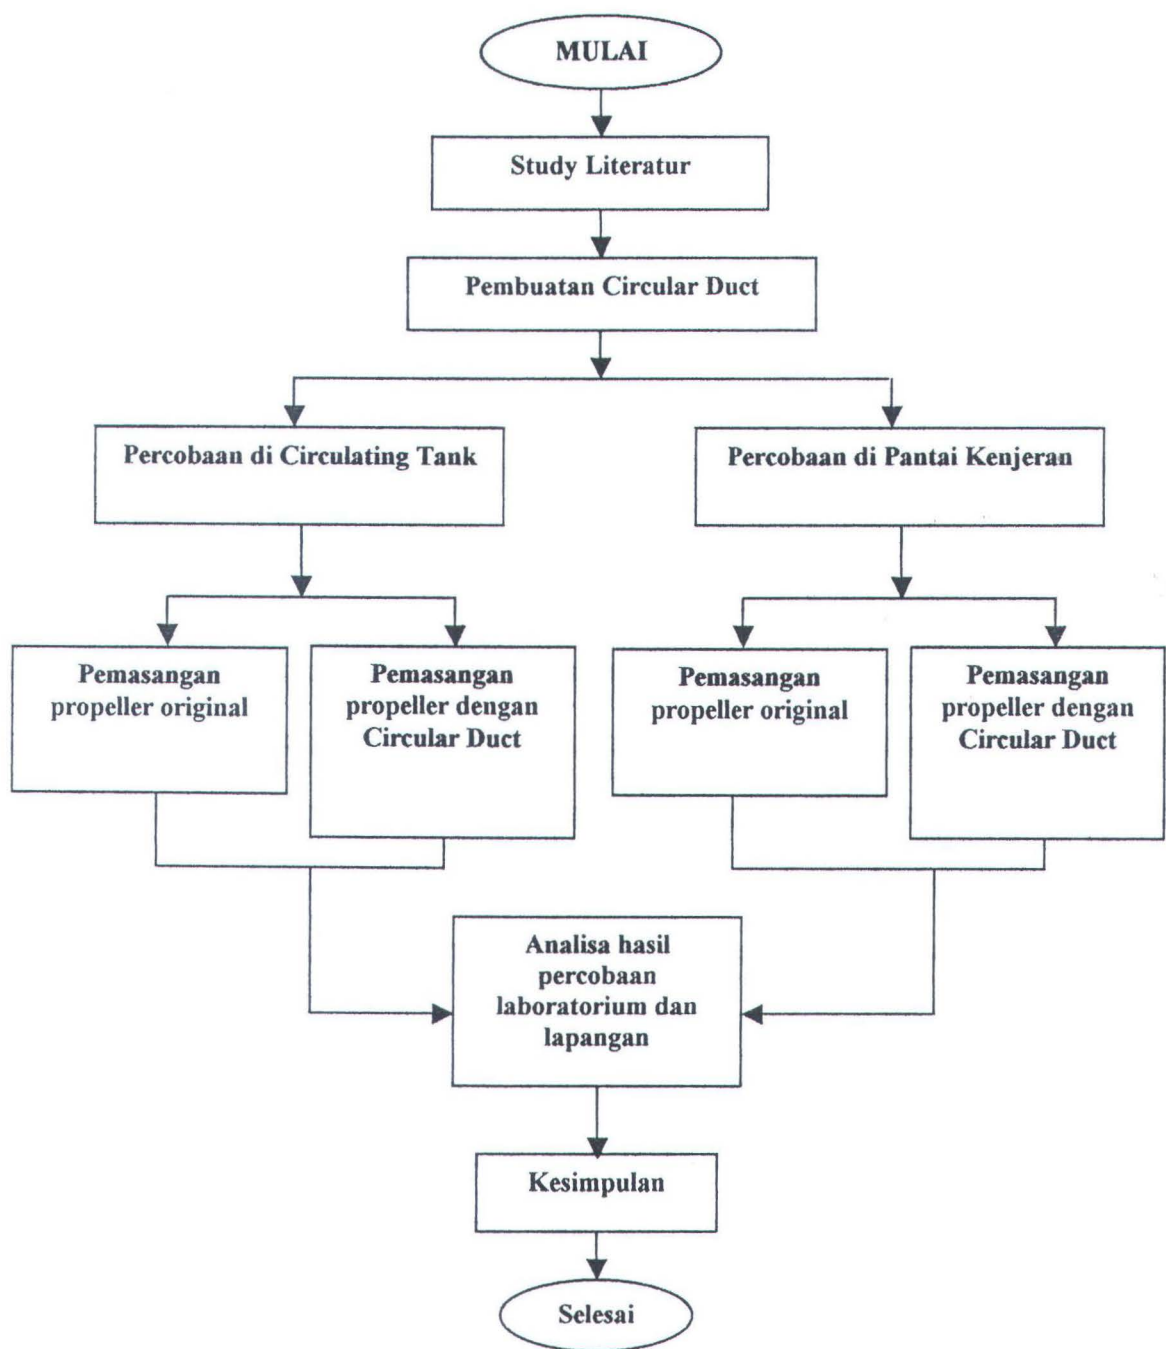 MULAI
Study Literatur
Pembuatan Circular Duct
Percobaan di Circulating Tank
Percobaan di Pantai Kenjeran
Pemasangan
propeller original
Pemasangan
propeller dengan
Circular Duct
Pemasangan
propeller original
Pemasangan
propeller dengan
Circular Duct
Analisa hasil
percobaan
laboratorium dan
lapangan
Kesimpulan
Selesai